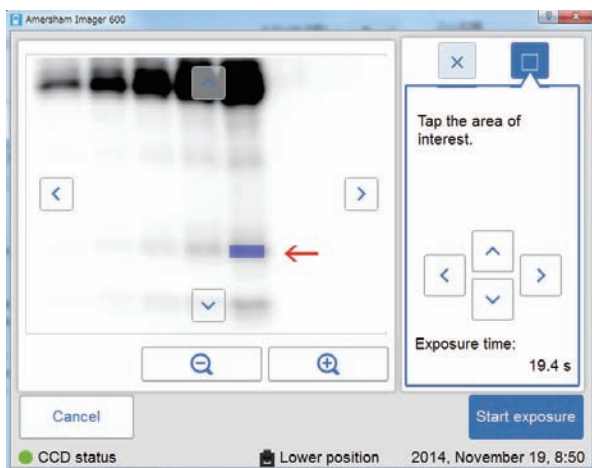 Amersham Imager 600
Tap the area of
interest.
Exposure time:
19.4 s
Cancel
Start exposure
CCD status
Lower position
2014, November 19, 8:50